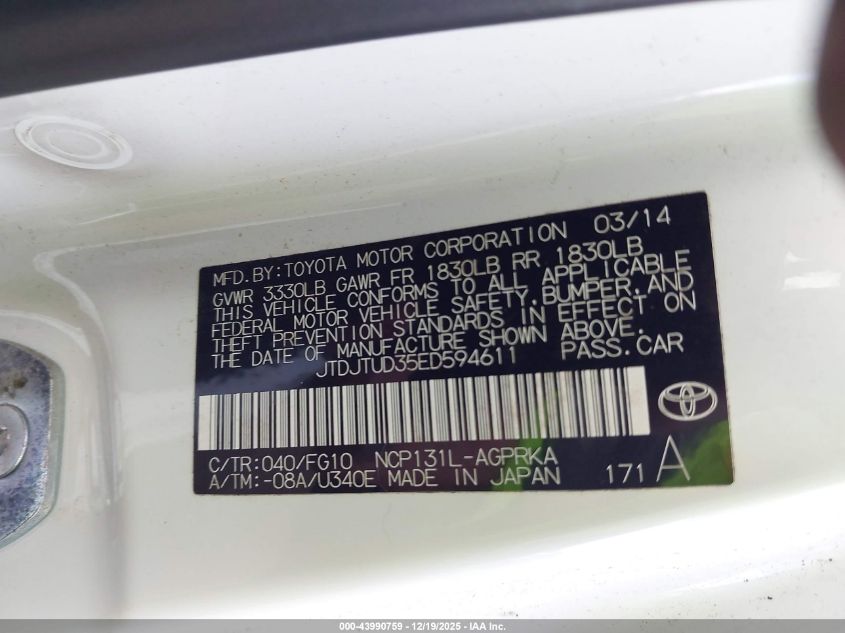 MFD. BY: TOYOTA MOTOR CORPORATION 03/14
GVWR 3330LB GAWR FR 1830LB RR 1830LB
THIS VEHICLE CONFORMS TO ALL APPLICABLE
FEDERAL MOTOR VEHICLE SAFETY, BUMPER, AND
THEFT PREVENTION STANDARDS IN EFFECT ON
THE DATE OF MANUFACTURE SHOWN ABOVE.
JTDJTUD35ED594611 PASS. CAR
C/TR: 040/FG10 NCP131L-AGPRKA
A/TM: -08A/U340E MADE IN JAPAN 171 A
000-43990759 - 12/19/2025 - IAA Inc.